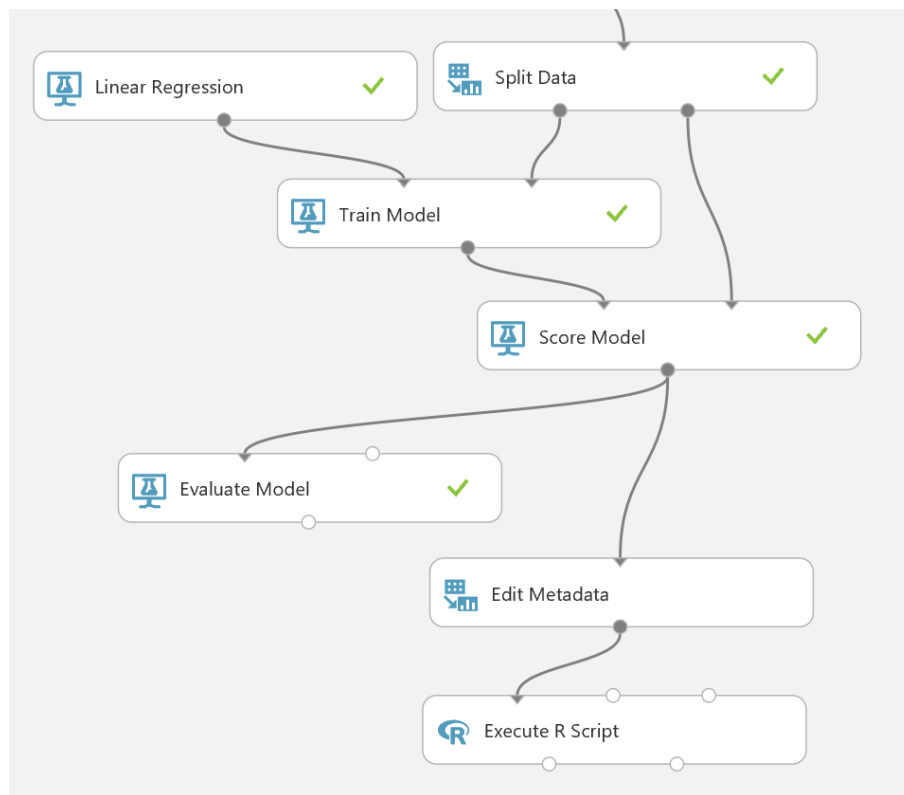 Linear Regression
Split Data
Train Model
Score Model
Evaluate Model
Edit Metadata
R
Execute R Script